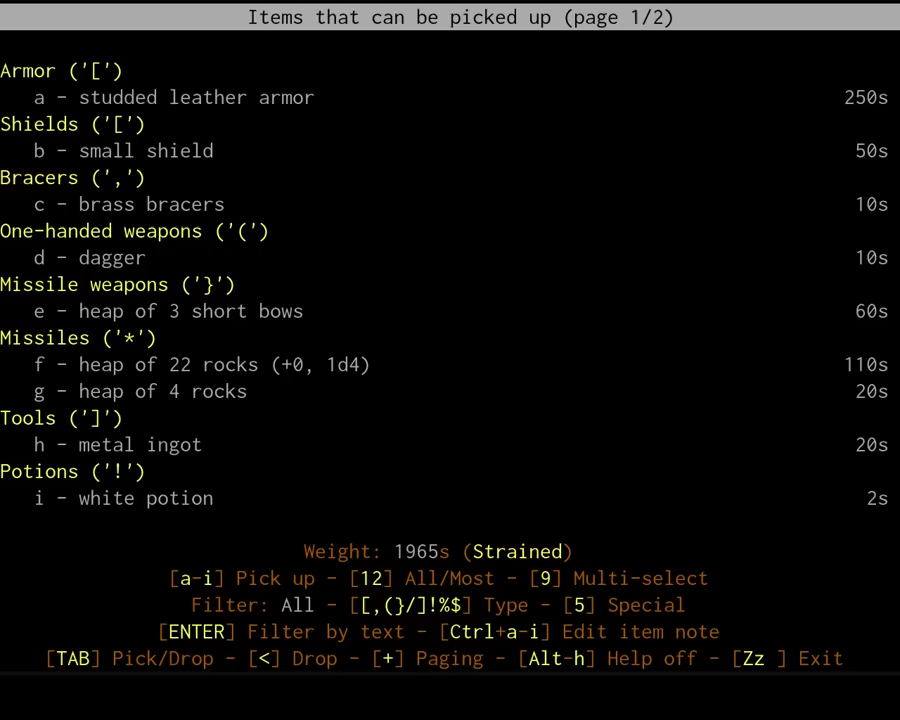 Items that can be picked up (page 1/2)
Armor ('[')
a - studded leather armor 250s
Shields ('[')
b - small shield 50s
Bracers (',')
c - brass bracers 10s
One-handed weapons ('(')
d - dagger 10s
Missile weapons ('}')
e - heap of 3 short bows 60s
Missiles ('*')
f - heap of 22 rocks (+0, 1d4) 110s
g - heap of 4 rocks 20s
Tools (']')
h - metal ingot 20s
Potions ('!')
i - white potion 2s
Weight: 1965s (Strained)
[a-i] Pick up - [12] All/Most - [9] Multi-select
Filter: All - [[,(}/]!%$] Type - [5] Special
[ENTER] Filter by text - [Ctrl+a-i] Edit item note
[TAB] Pick/Drop - [<] Drop - [+] Paging - [Alt-h] Help off - [Zz ] Exit